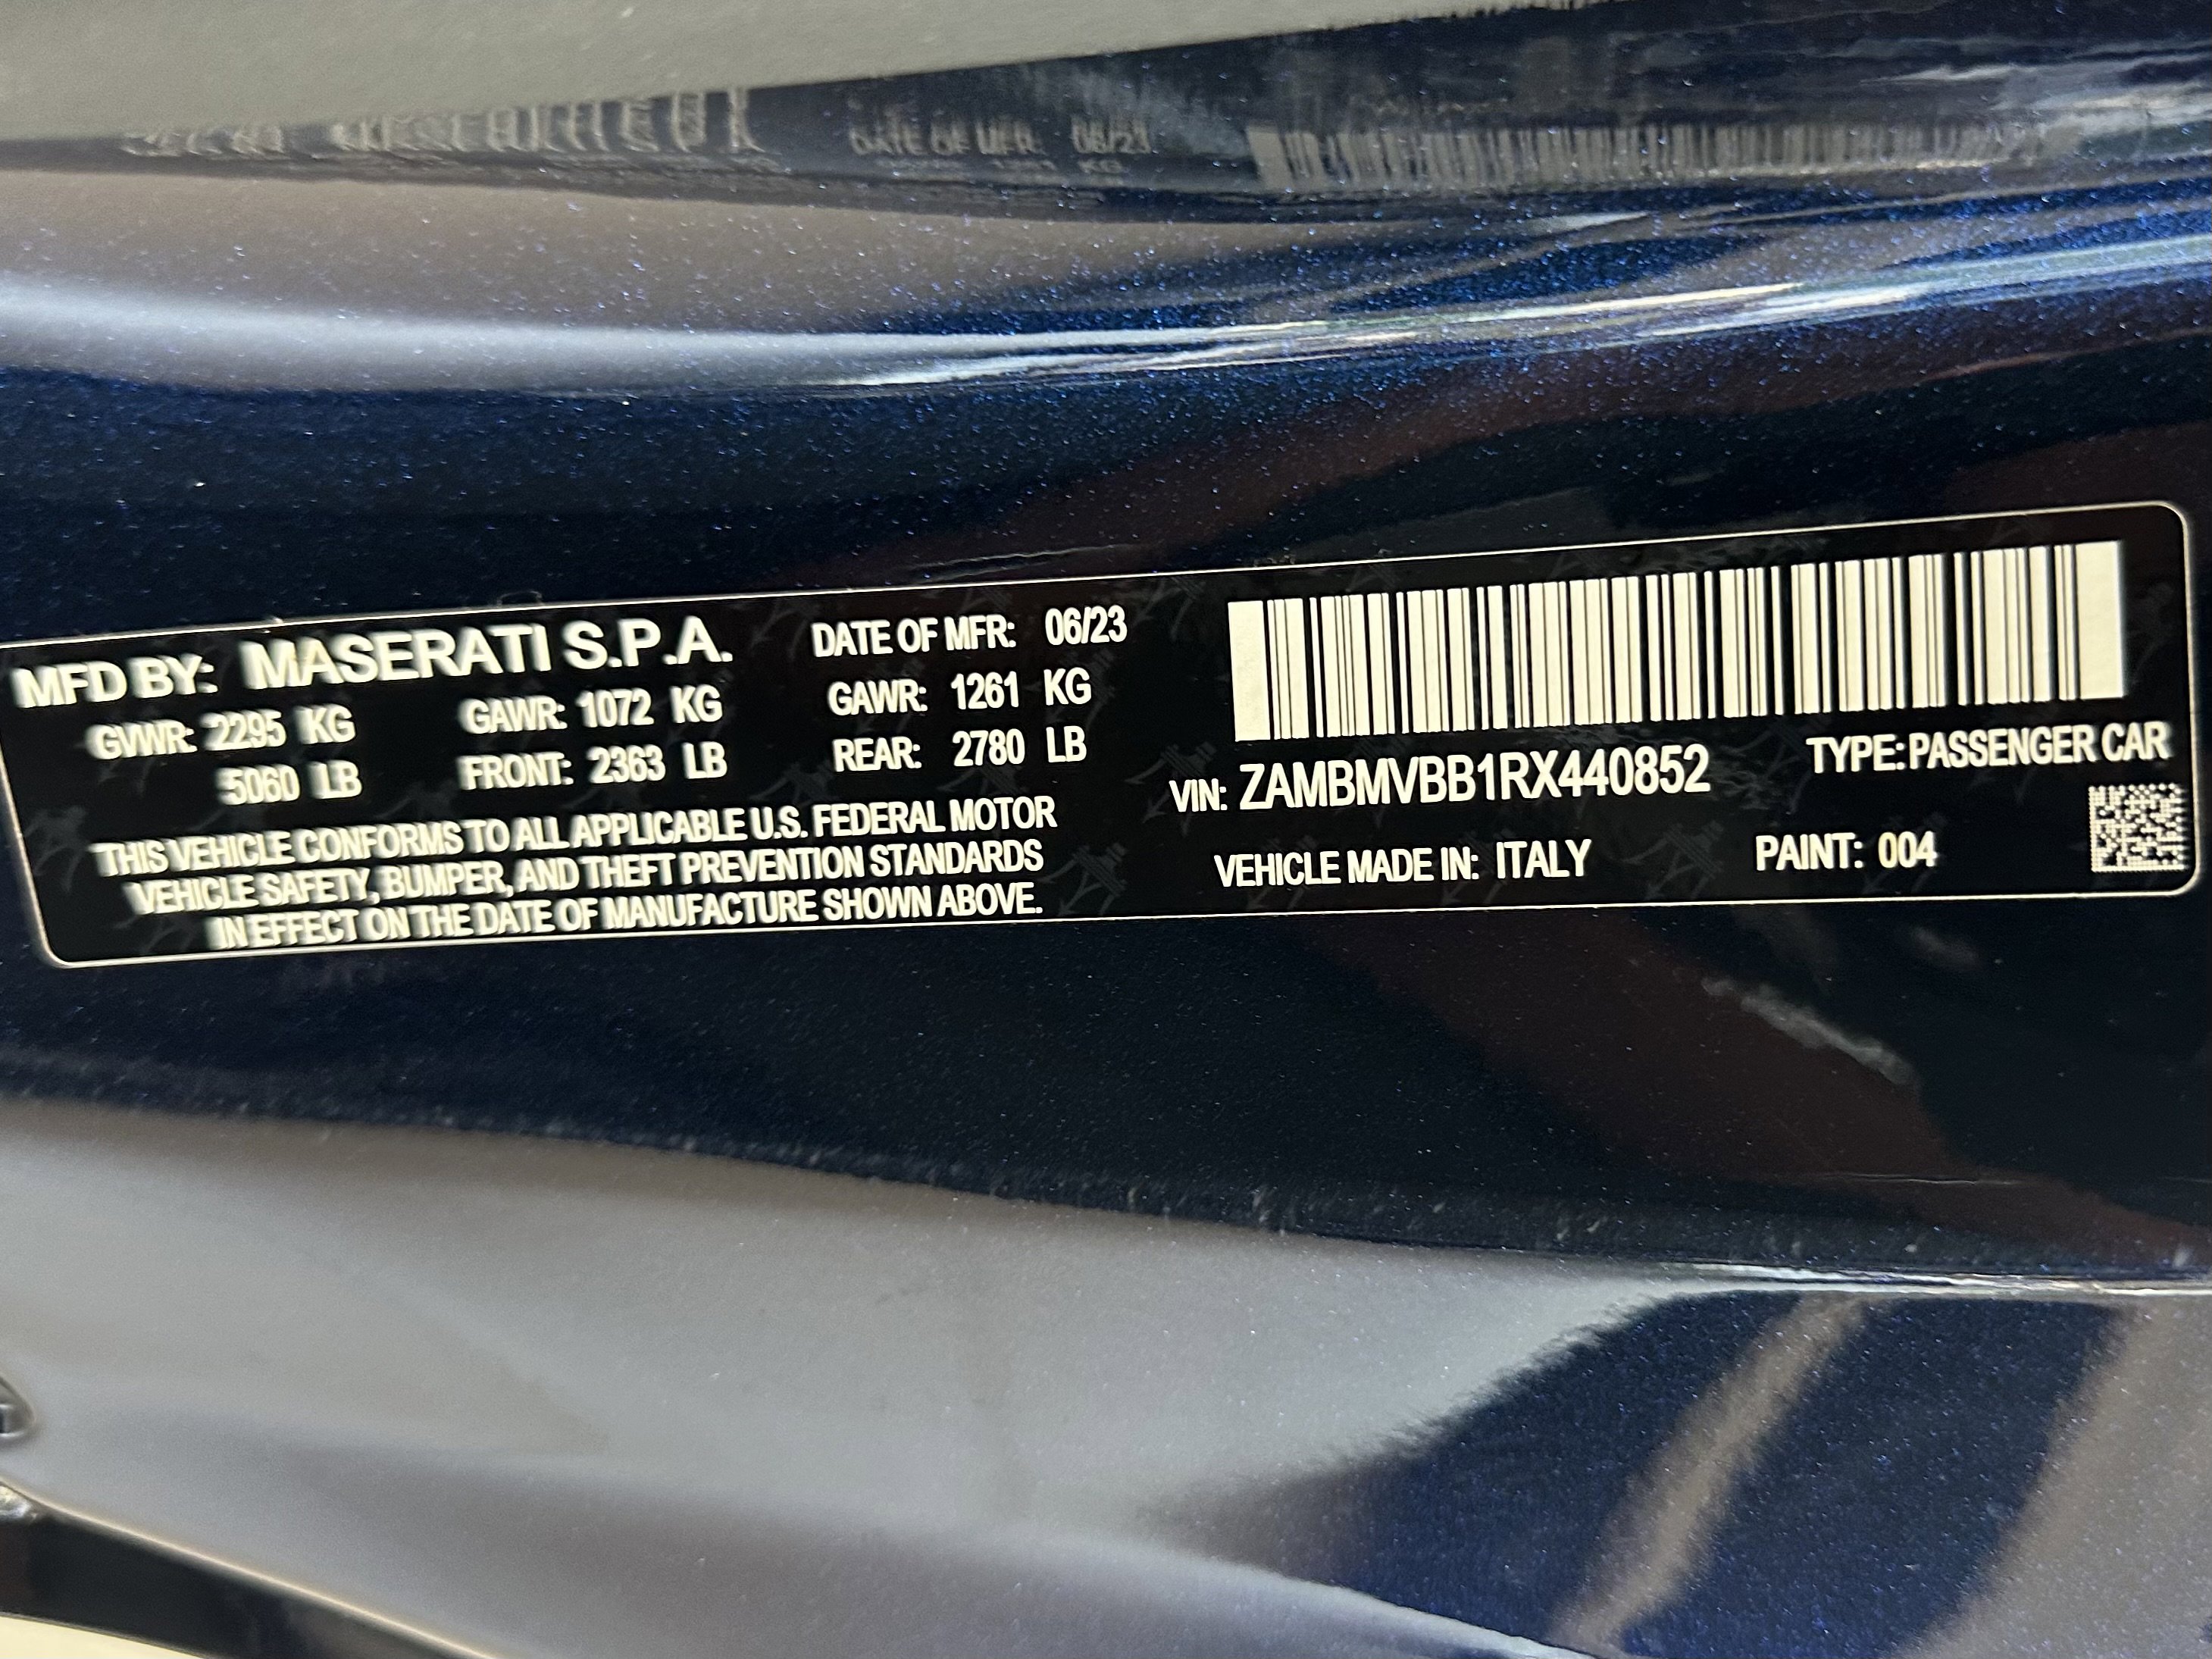 MFD BY: MASERATI S.P.A. DATE OF MFR: 06/23
GVWR: 2295 KG GAWR: 1072 KG GAWR: 1261 KG
5060 LB FRONT: 2363 LB REAR: 2780 LB
THIS VEHICLE CONFORMS TO ALL APPLICABLE U.S. FEDERAL MOTOR
VEHICLE SAFETY, BUMPER, AND THEFT PREVENTION STANDARDS
IN EFFECT ON THE DATE OF MANUFACTURE SHOWN ABOVE.
VIN: ZAMBMVBB1RX440852 TYPE: PASSENGER CAR
VEHICLE MADE IN: ITALY PAINT: 004